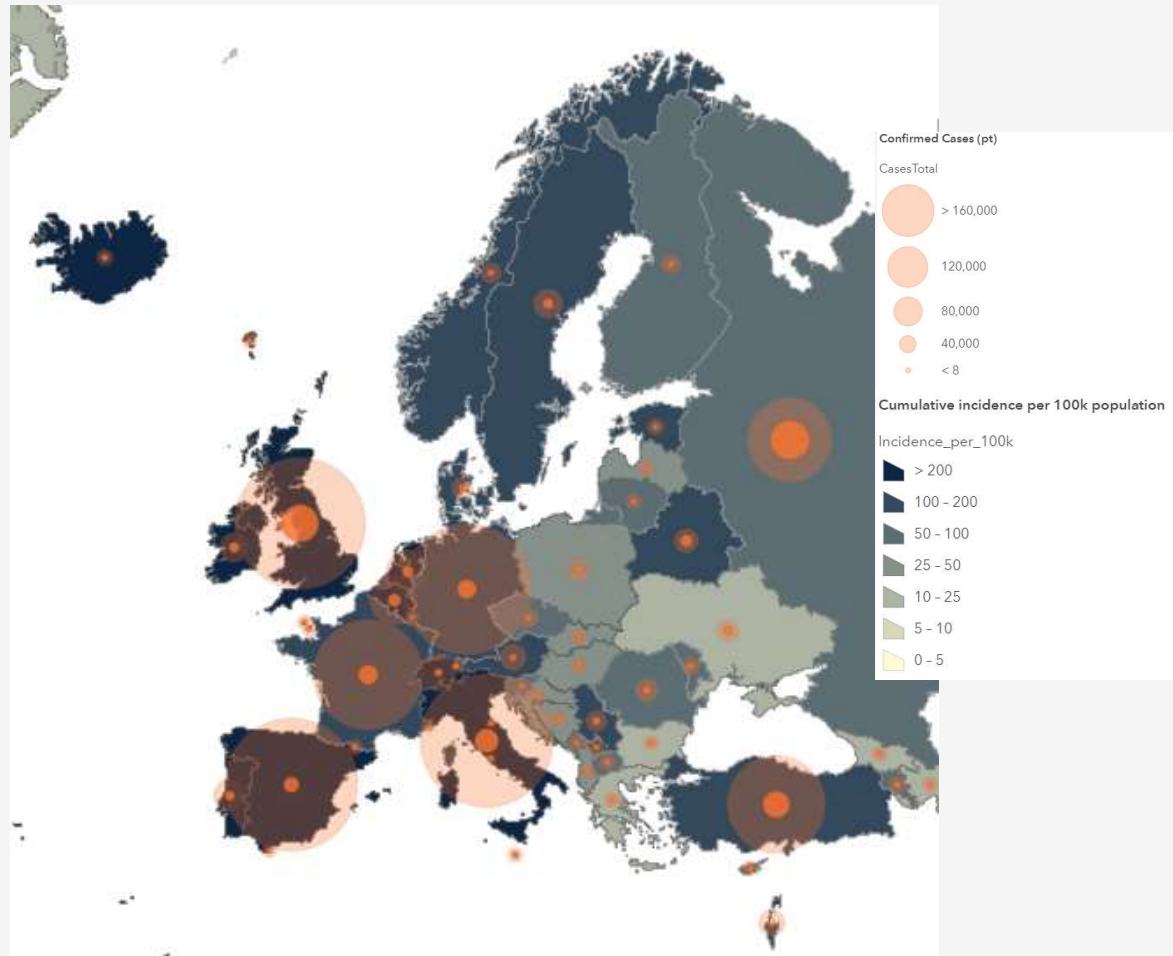 Confirmed Cases (pt)
CasesTotal
> 160,000
120,000
80,000
40,000
< 8
Cumulative incidence per 100k population
Incidence_per_100k
> 200
100 – 200
50 – 100
25 – 50
10 – 25
5 – 10
0 – 5